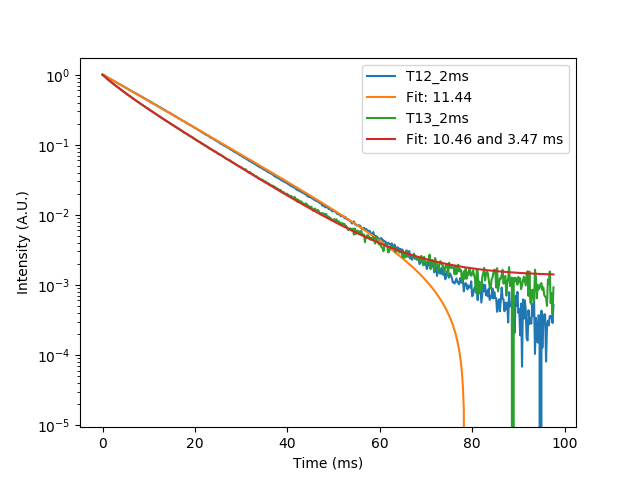 T12_2ms
Fit: 11.44
T13_2ms
Fit: 10.46 and 3.47 ms
Intensity (A.U.)
10⁰
10⁻¹
10⁻²
10⁻³
10⁻⁴
10⁻⁵
0 20 40 60 80 100
Time (ms)